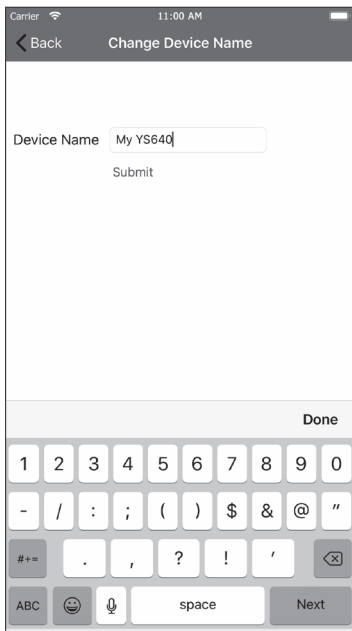 Carrier 11:00 AM
Back Change Device Name
Device Name My YS640
Submit
Done
1 2 3 4 5 6 7 8 9 0
- / : ; ( ) $ & @ "
#+= . , ? ! '
ABC space Next